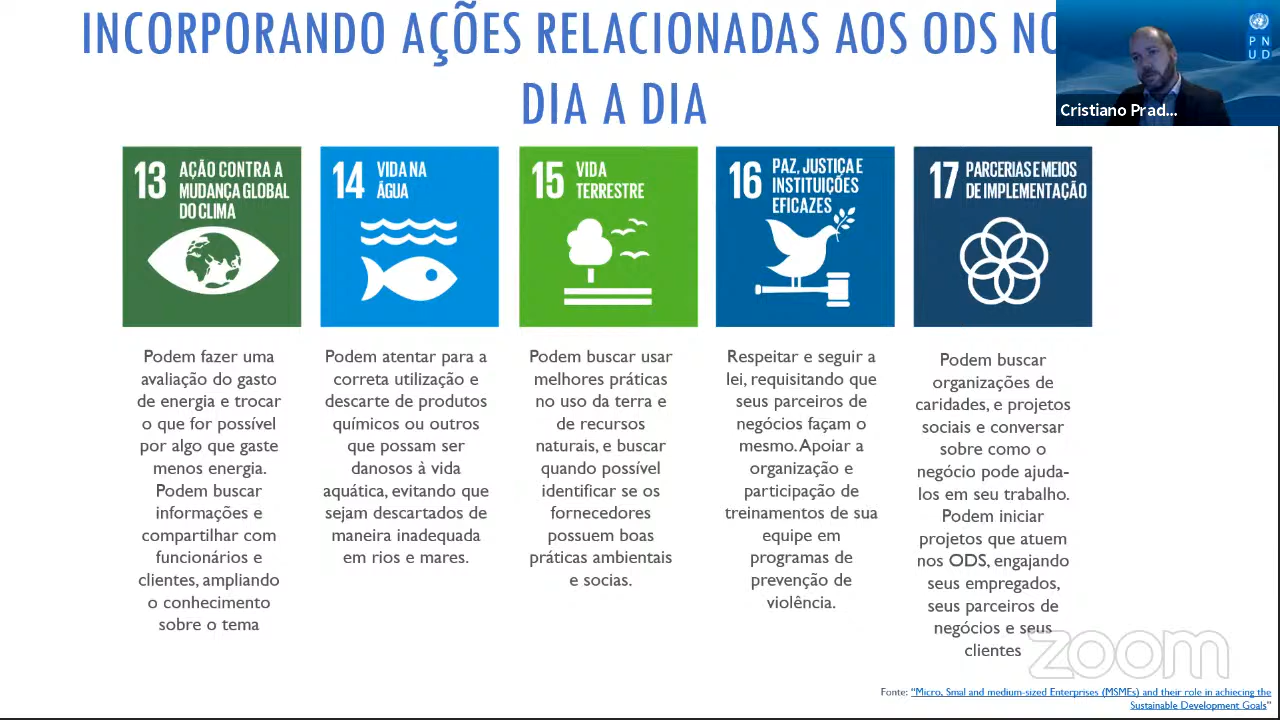 INCORPORANDO AÇÕES RELACIONADAS AOS ODS NO
DIA A DIA
P N
U D
Cristiano Prad...
13 AÇÃO CONTRA A
MUDANÇA GLOBAL
DO CLIMA
14 VIDA NA
ÁGUA
15 VIDA
TERRESTRE
16 PAZ, JUSTIÇA E
INSTITUIÇÕES
EFICAZES
17 PARCERIAS E MEIOS
DE IMPLEMENTAÇÃO
Podem fazer uma
avaliação do gasto
de energia e trocar
o que for possível
por algo que gaste
menos energia.
Podem buscar
informações e
compartilhar com
funcionários e
clientes, ampliando
o conhecimento
sobre o tema
Podem atentar para a
correta utilização e
descarte de produtos
químicos ou outros
que possam ser
danosos à vida
aquática, evitando que
sejam descartados de
maneira inadequada
em rios e mares.
Podem buscar usar
melhores práticas
no uso da terra e
de recursos
naturais, e buscar
quando possível
identificar se os
fornecedores
possuem boas
práticas ambientais
e socias.
Respeitar e seguir a
lei, requisitando que
seus parceiros de
negócios façam o
mesmo. Apoiar a
organização e
participação de
treinamentos de sua
equipe em
programas de
prevenção de
violência.
Podem buscar
organizações de
caridades, e projetos
sociais e conversar
sobre como o
negócio pode ajuda-
los em seu trabalho.
Podem iniciar
projetos que atuem
nos ODS, engajando
seus empregados,
seus parceiros de
negócios e seus
clientes
zoom
Fonte: "Micro, Smal and medium-sized Enterprises (MSMEs) and their role in achieving the
Sustainable Development Goals"